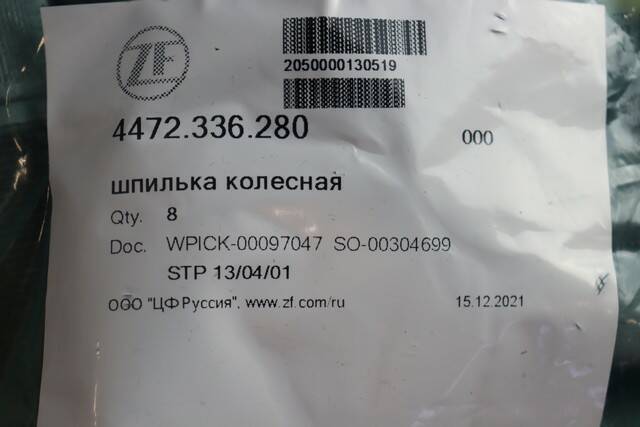 ZF
2050000130519
4472.336.280
000
шпилька колесная
Qty. 8
Doc. WPICK-00097047 SO-00304699
STP 13/04/01
ООО "ЦФ Руссия", www.zf.com/ru
15.12.2021